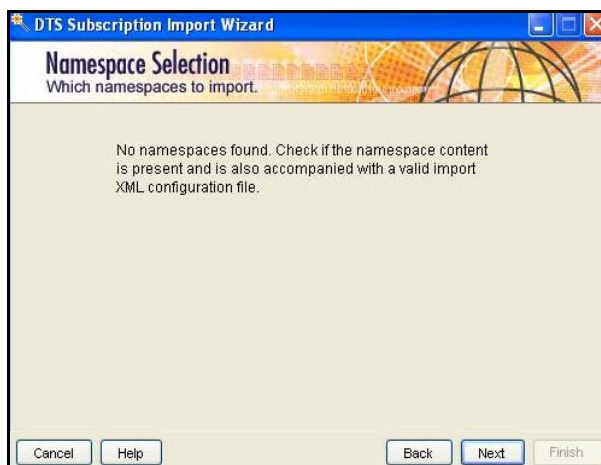 DTS Subscription Import Wizard
Namespace Selection
Which namespaces to import.
No namespaces found. Check if the namespace content
is present and is also accompanied with a valid import
XML configuration file.
Cancel Help Back Next Finish